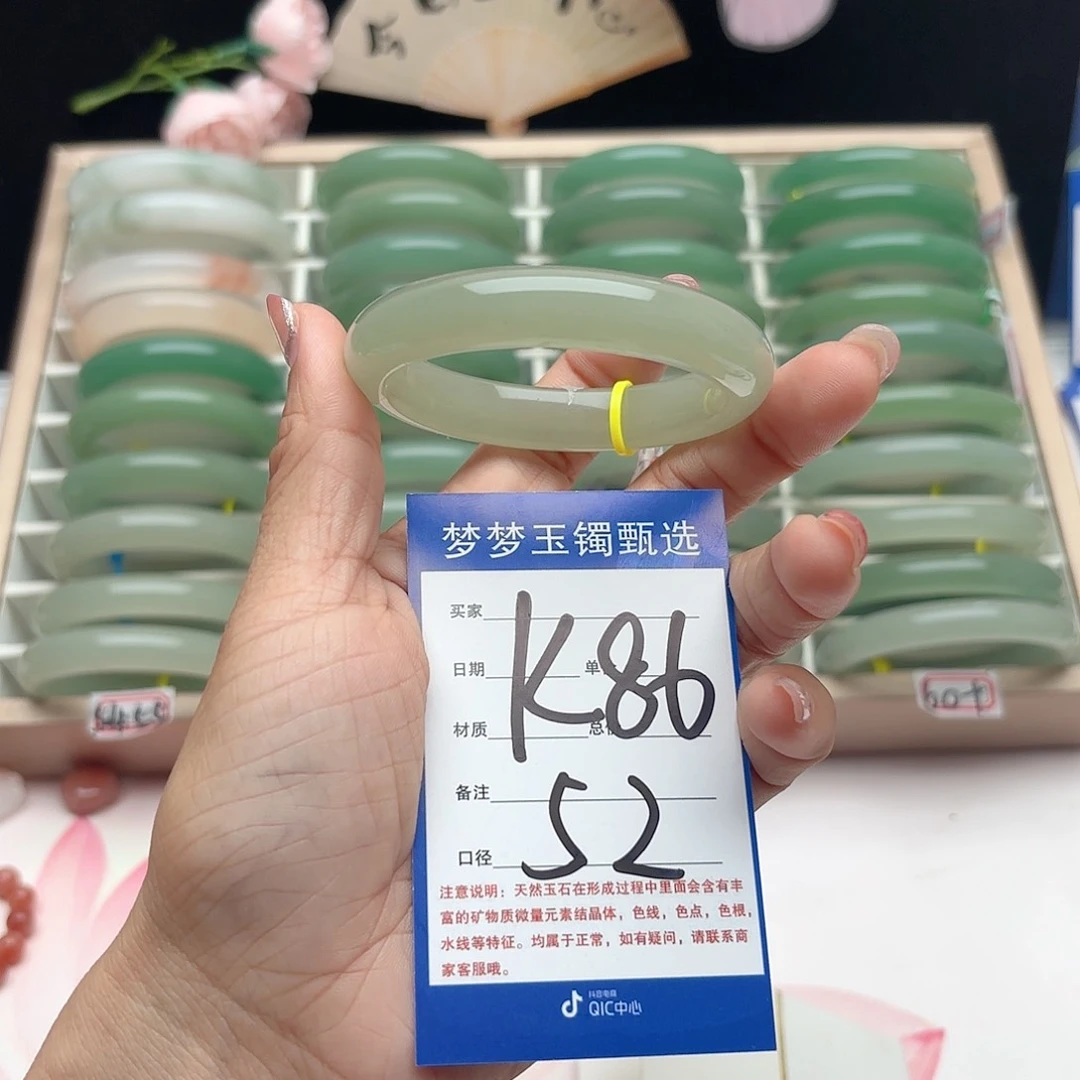 梦梦玉镯甄选
买家
日期 单
材质 总
K86
备注
52
口径
注意说明：天然玉石在形成过程中里面会含有丰
富的矿物质微量元素结晶体，色线，色点，色根，
水线等特征。均属于正常，如有疑问，请联系商
家客服哦。
抖音电商
QIC中心